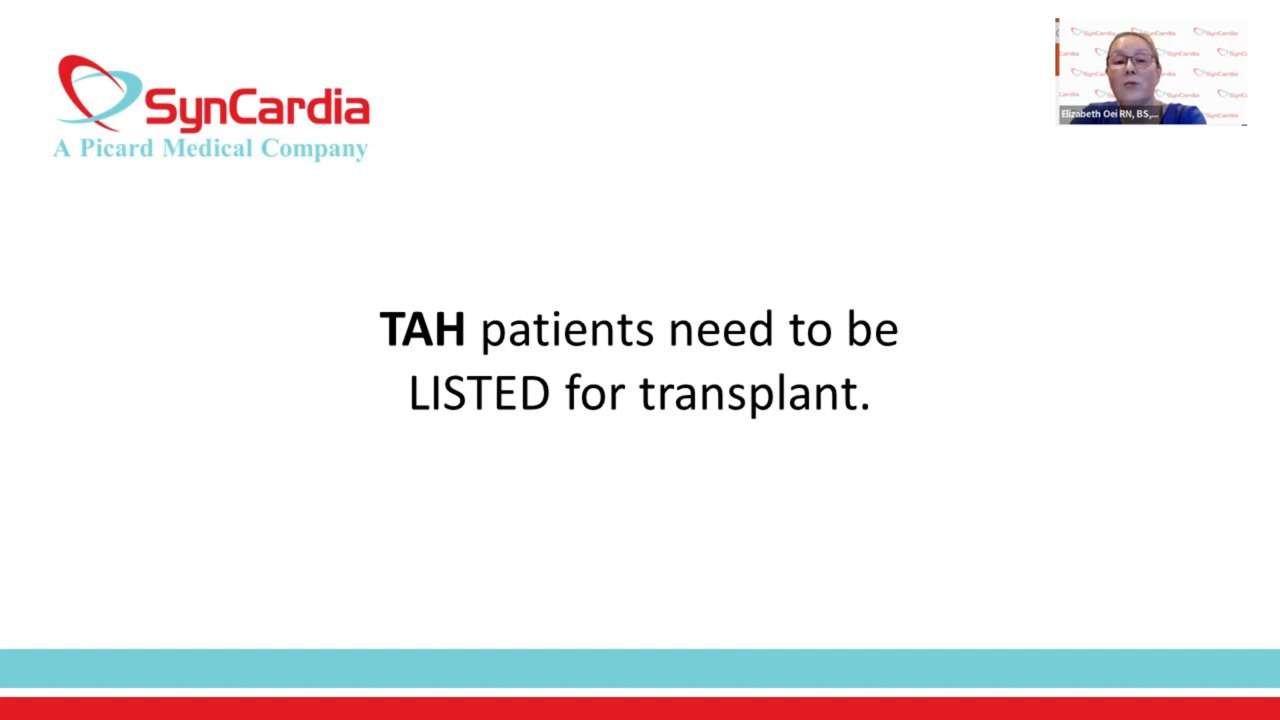 SynCardia
A Picard Medical Company
Elizabeth Oei RN, BS,...
TAH patients need to be
LISTED for transplant.